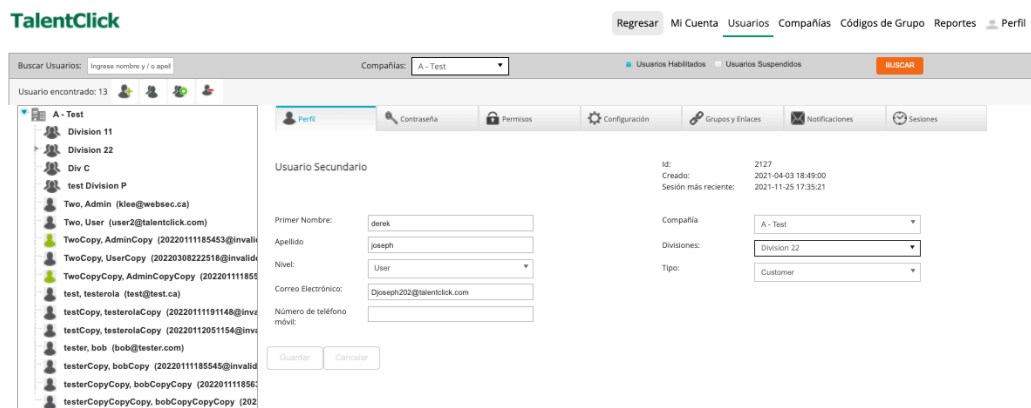 TalentClick
Regresar Mi Cuenta Usuarios Compañías Códigos de Grupo Reportes Perfil
Buscar Usuarios: Ingrese nombre y / o apell Compañías: A - Test Usuarios Habilitados Usuarios Suspendidos BUSCAR
Usuario encontrado: 13
A - Test
Division 11
Division 22
Div C
test Division P
Two, Admin (klee@websec.ca)
Two, User (user2@talentclick.com)
TwoCopy, AdminCopy (20220111185453@invali
TwoCopy, UserCopy (20220308222518@invalid
TwoCopyCopy, AdminCopyCopy (202201111855
test, testerola (test@test.ca)
testCopy, testerolaCopy (20220111191148@inva
testCopy, testerolaCopy (20220112051154@inva
tester, bob (bob@tester.com)
testerCopy, bobCopy (20220111185545@invalid
testerCopyCopy, bobCopyCopy (2022011118563
testerCopyCopyCopy, bobCopyCopyCopy (202
Perfil Contraseña Permisos Configuración Grupos y Enlaces Notificaciones Sesiones
Usuario Secundario
Id: 2127
Creado: 2021-04-03 18:49:00
Sesión más reciente: 2021-11-25 17:35:21
Primer Nombre: derek
Apellido joseph
Nivel: User
Correo Electrónico: Djoseph202@talentclick.com
Número de teléfono
móvil:
Compañía A - Test
Divisiones: Division 22
Tipo: Customer
Guardar Cancelar